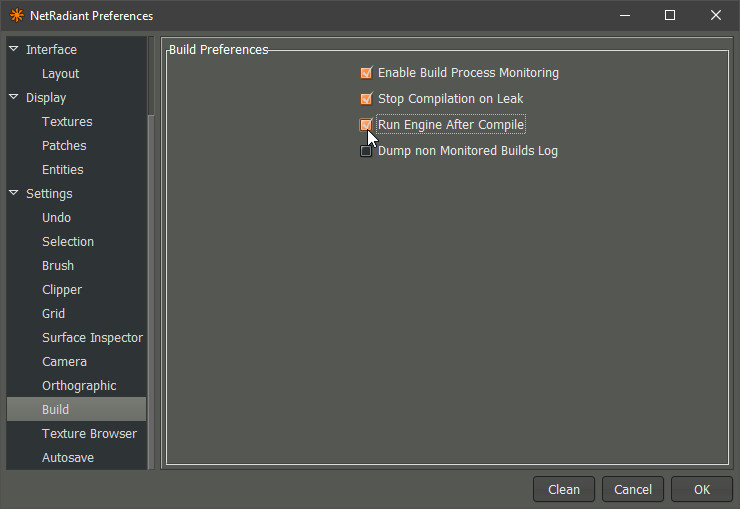 NetRadiant Preferences
Interface
Layout
Display
Textures
Patches
Entities
Settings
Undo
Selection
Brush
Clipper
Grid
Surface Inspector
Camera
Orthographic
Build
Texture Browser
Autosave
Build Preferences
Enable Build Process Monitoring
Stop Compilation on Leak
Run Engine After Compile
Dump non Monitored Builds Log
Clean
Cancel
OK